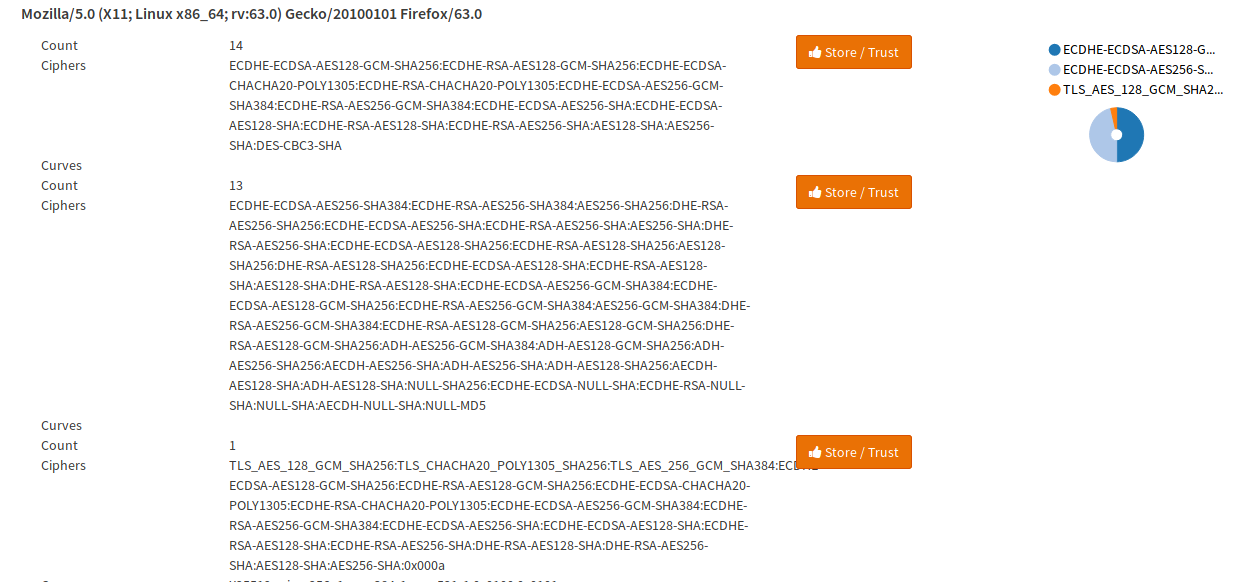 Mozilla/5.0 (X11; Linux x86_64; rv:63.0) Gecko/20100101 Firefox/63.0
Count 14 Store / Trust
Ciphers ECDHE-ECDSA-AES128-GCM-SHA256:ECDHE-RSA-AES128-GCM-SHA256:ECDHE-ECDSA-
CHACHA20-POLY1305:ECDHE-RSA-CHACHA20-POLY1305:ECDHE-ECDSA-AES256-GCM-
SHA384:ECDHE-RSA-AES256-GCM-SHA384:ECDHE-ECDSA-AES256-SHA:ECDHE-ECDSA-
AES128-SHA:ECDHE-RSA-AES128-SHA:ECDHE-RSA-AES256-SHA:AES128-SHA:AES256-
SHA:DES-CBC3-SHA
ECDHE-ECDSA-AES128-G...
ECDHE-ECDSA-AES256-S...
TLS_AES_128_GCM_SHA2...
Curves
Count 13 Store / Trust
Ciphers ECDHE-ECDSA-AES256-SHA384:ECDHE-RSA-AES256-SHA384:AES256-SHA256:DHE-RSA-
AES256-SHA256:ECDHE-ECDSA-AES256-SHA:ECDHE-RSA-AES256-SHA:AES256-SHA:DHE-
RSA-AES256-SHA:ECDHE-ECDSA-AES128-SHA256:ECDHE-RSA-AES128-SHA256:AES128-
SHA256:DHE-RSA-AES128-SHA256:ECDHE-ECDSA-AES128-SHA:ECDHE-RSA-AES128-
SHA:AES128-SHA:DHE-RSA-AES128-SHA:ECDHE-ECDSA-AES256-GCM-SHA384:ECDHE-
ECDSA-AES128-GCM-SHA256:ECDHE-RSA-AES256-GCM-SHA384:AES256-GCM-SHA384:DHE-
RSA-AES256-GCM-SHA384:ECDHE-RSA-AES128-GCM-SHA256:AES128-GCM-SHA256:DHE-
RSA-AES128-GCM-SHA256:ADH-AES256-GCM-SHA384:ADH-AES128-GCM-SHA256:ADH-
AES256-SHA256:AECDH-AES256-SHA:ADH-AES256-SHA:ADH-AES128-SHA256:AECDH-
AES128-SHA:ADH-AES128-SHA:NULL-SHA256:ECDHE-ECDSA-NULL-SHA:ECDHE-RSA-NULL-
SHA:NULL-SHA:AECDH-NULL-SHA:NULL-MD5
Curves
Count 1 Store / Trust
Ciphers TLS_AES_128_GCM_SHA256:TLS_CHACHA20_POLY1305_SHA256:TLS_AES_256_GCM_SHA384:ECDHE-
ECDSA-AES128-GCM-SHA256:ECDHE-RSA-AES128-GCM-SHA256:ECDHE-ECDSA-CHACHA20-
POLY1305:ECDHE-RSA-CHACHA20-POLY1305:ECDHE-ECDSA-AES256-GCM-SHA384:ECDHE-
RSA-AES256-GCM-SHA384:ECDHE-ECDSA-AES256-SHA:ECDHE-ECDSA-AES128-SHA:ECDHE-
RSA-AES128-SHA:ECDHE-RSA-AES256-SHA:DHE-RSA-AES128-SHA:DHE-RSA-AES256-
SHA:AES128-SHA:AES256-SHA:0x000a